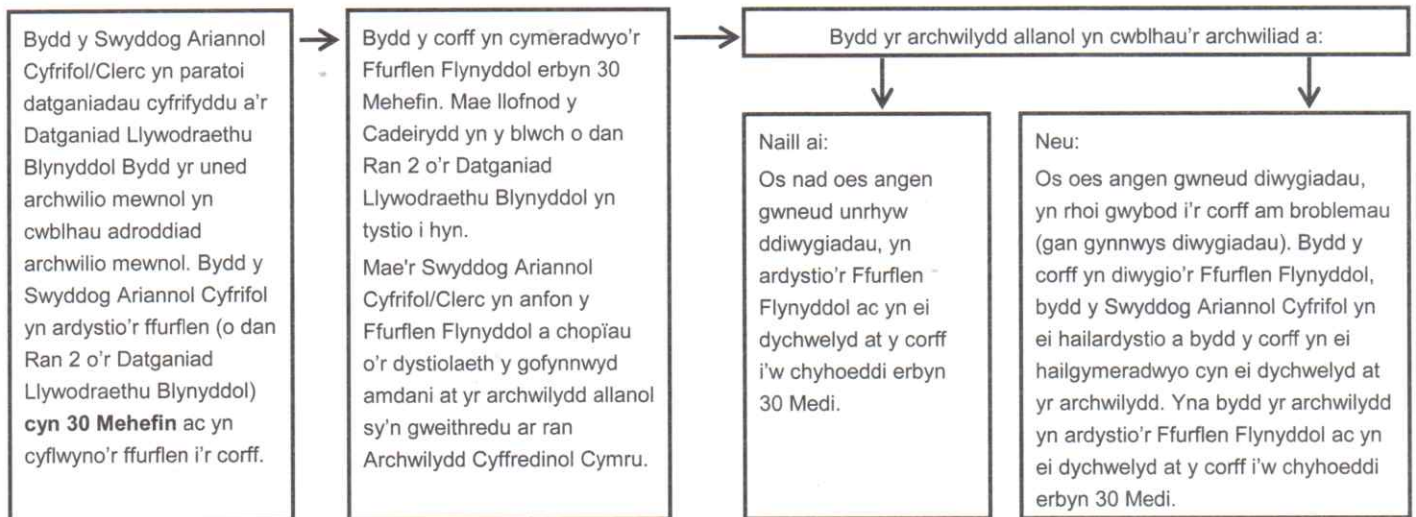 Bydd y Swyddog Ariannol
Cyfrifol/Clerc yn paratoi
datganiadau cyfrifyddu a'r
Datganiad Llywodraethu
Blynyddol Bydd yr uned
archwilio mewnol yn
cwblhau adroddiad
archwilio mewnol. Bydd y
Swyddog Ariannol Cyfrifol
yn ardystio'r ffurflen (o dan
Ran 2 o'r Datganiad
Llywodraethu Blynyddol)
cyn 30 Mehefin ac yn
cyflwyno'r ffurflen i'r corff.
Bydd y corff yn cymeradwyo'r
Ffurflen Flynyddol erbyn 30
Mehefin. Mae llofnod y
Cadeirydd yn y blwch o dan
Ran 2 o'r Datganiad
Llywodraethu Blynyddol yn
tystio i hyn.
Mae'r Swyddog Ariannol
Cyfrifol/Clerc yn anfon y
Ffurflen Flynyddol a chopïau
o'r dystiolaeth y gofynnwyd
amdani at yr archwilydd allanol
sy'n gweithredu ar ran
Archwilydd Cyffredinol Cymru.
Bydd yr archwilydd allanol yn cwblhau'r archwiliad a:
Naill ai:
Os nad oes angen
gwneud unrhyw
ddiwygiadau, yn
ardystio'r Ffurflen
Flynyddol ac yn ei
dychwelyd at y corff
i'w chyhoeddi erbyn
30 Medi.
Neu:
Os oes angen gwneud diwygiadau,
yn rhoi gwybod i'r corff am broblemau
(gan gynnwys diwygiadau). Bydd y
corff yn diwygio'r Ffurflen Flynyddol,
bydd y Swyddog Ariannol Cyfrifol yn
ei hailardystio a bydd y corff yn ei
hailgymeradwyo cyn ei dychwelyd at
yr archwilydd. Yna bydd yr archwilydd
yn ardystio'r Ffurflen Flynyddol ac yn
ei dychwelyd at y corff i'w chyhoeddi
erbyn 30 Medi.